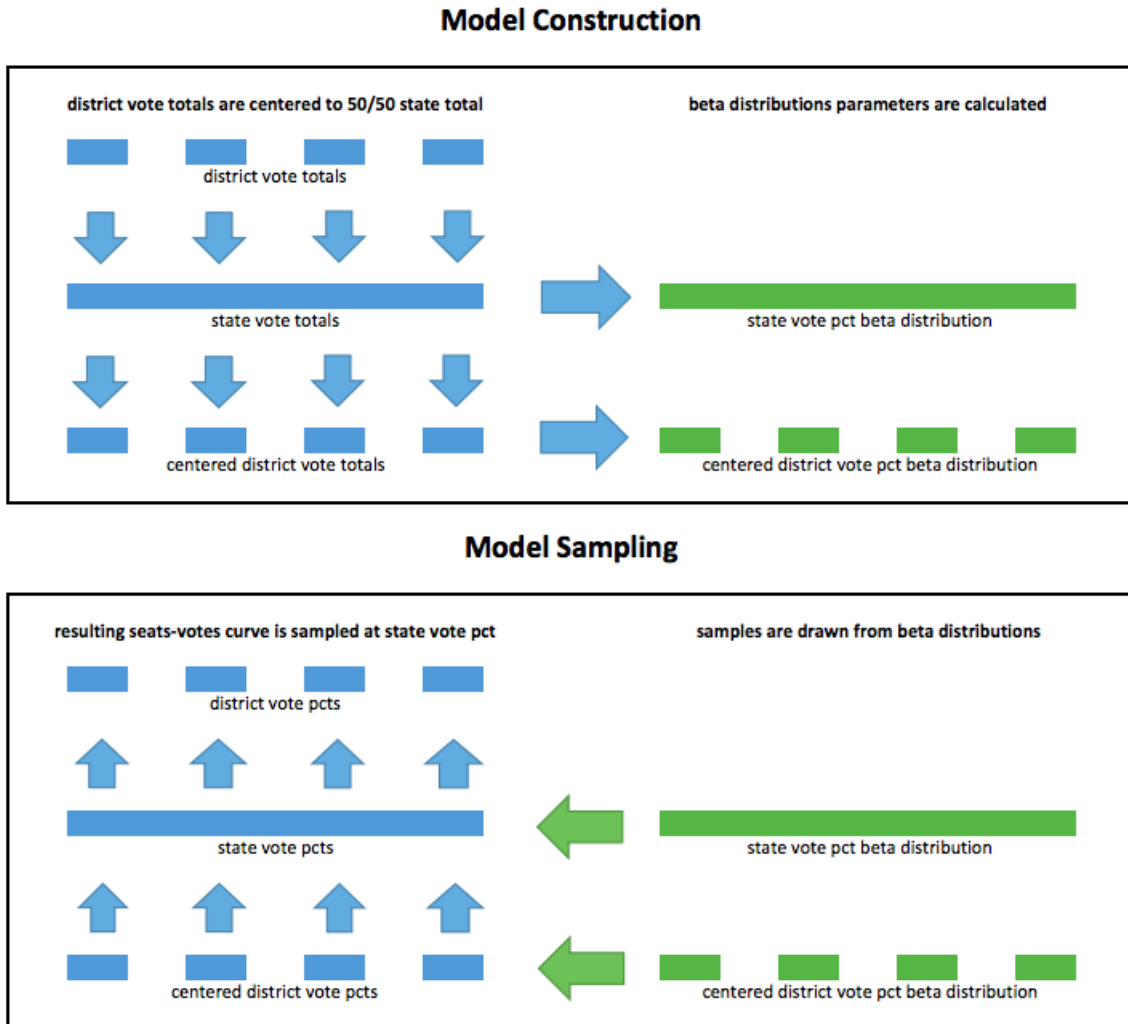 Model Construction
district vote totals are centered to 50/50 state total
beta distributions parameters are calculated
district vote totals
state vote totals
state vote pct beta distribution
centered district vote totals
centered district vote pct beta distribution
Model Sampling
resulting seats-votes curve is sampled at state vote pct
samples are drawn from beta distributions
district vote pcts
state vote pcts
state vote pct beta distribution
centered district vote pcts
centered district vote pct beta distribution